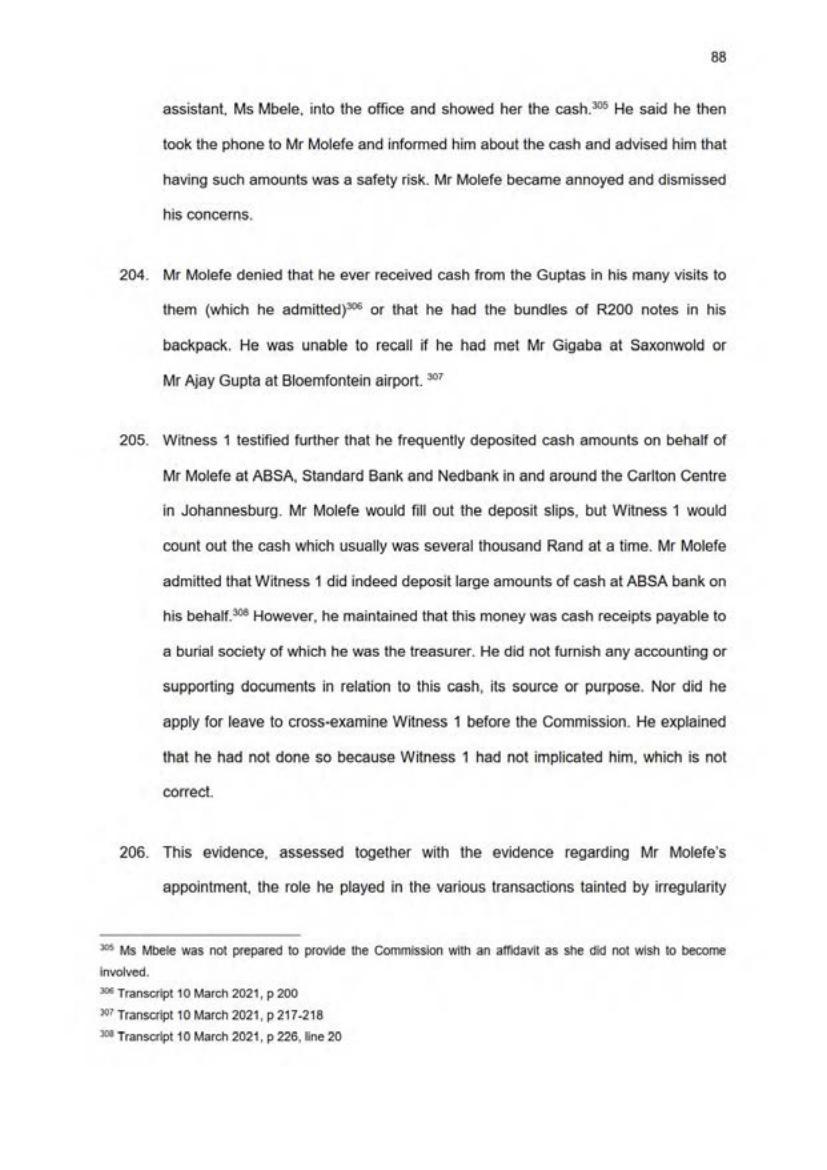 88
assistant, Ms Mbele, into the office and showed her the cash.305 He said he then
took the phone to Mr Molefe and informed him about the cash and advised him that
having such amounts was a safety risk. Mr Molefe became annoyed and dismissed
his concerns.
204. Mr Molefe denied that he ever received cash from the Guptas in his many visits to
them (which he admitted)306 or that he had the bundles of R200 notes in his
backpack. He was unable to recall if he had met Mr Gigaba at Saxonwold or
Mr Ajay Gupta at Bloemfontein airport. 307
205. Witness 1 testified further that he frequently deposited cash amounts on behalf of
Mr Molefe at ABSA, Standard Bank and Nedbank in and around the Carlton Centre
in Johannesburg. Mr Molefe would fill out the deposit slips, but Witness 1 would
count out the cash which usually was several thousand Rand at a time. Mr Molefe
admitted that Witness 1 did indeed deposit large amounts of cash at ABSA bank on
his behalf.308 However, he maintained that this money was cash receipts payable to
a burial society of which he was the treasurer. He did not furnish any accounting or
supporting documents in relation to this cash, its source or purpose. Nor did he
apply for leave to cross-examine Witness 1 before the Commission. He explained
that he had not done so because Witness 1 had not implicated him, which is not
correct.
206. This evidence, assessed together with the evidence regarding Mr Molefe's
appointment, the role he played in the various transactions tainted by irregularity
305 Ms Mbele was not prepared to provide the Commission with an affidavit as she did not wish to become
involved.
306 Transcript 10 March 2021, p 200
307 Transcript 10 March 2021, p 217-218
308 Transcript 10 March 2021, p 226, line 20